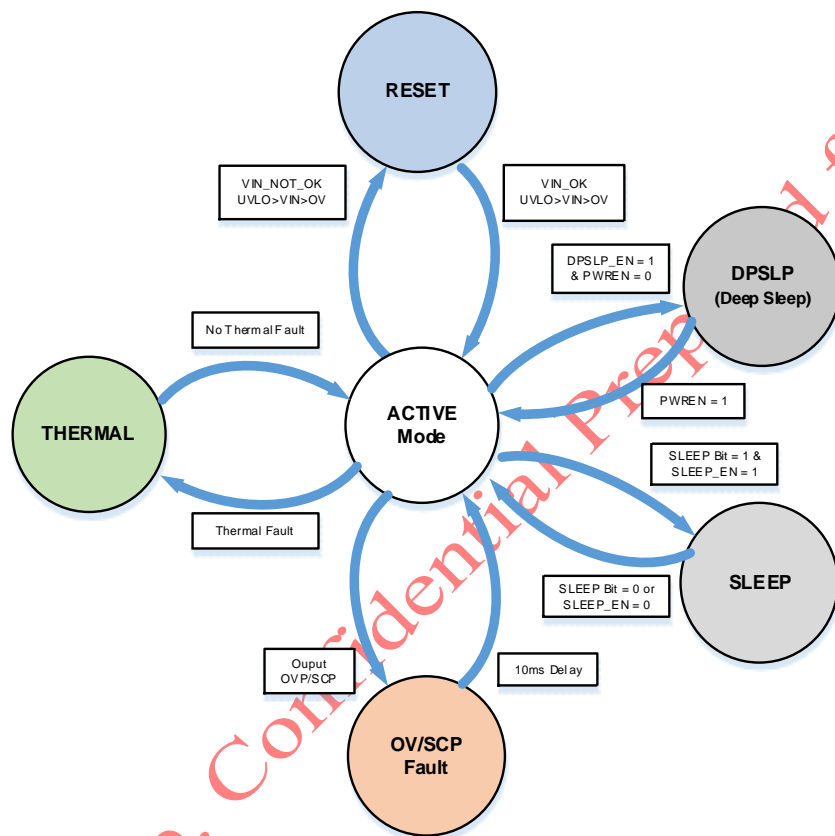 RESET
VIN_NOT_OK
UVLO>VIN>OV
VIN_OK
UVLO>VIN>OV
DPSLP_EN = 1
& PWREN = 0
DPSLP
(Deep Sleep)
No Thermal Fault
ACTIVE
Mode
PWREN = 1
THERMAL
SLEEP Bit = 1 &
SLEEP_EN = 1
Thermal Fault
SLEEP
SLEEP Bit = 0 or
SLEEP_EN = 0
Ouput
OVP/SCP
10ms Delay
OV/SCP
Fault
Confidential Prep